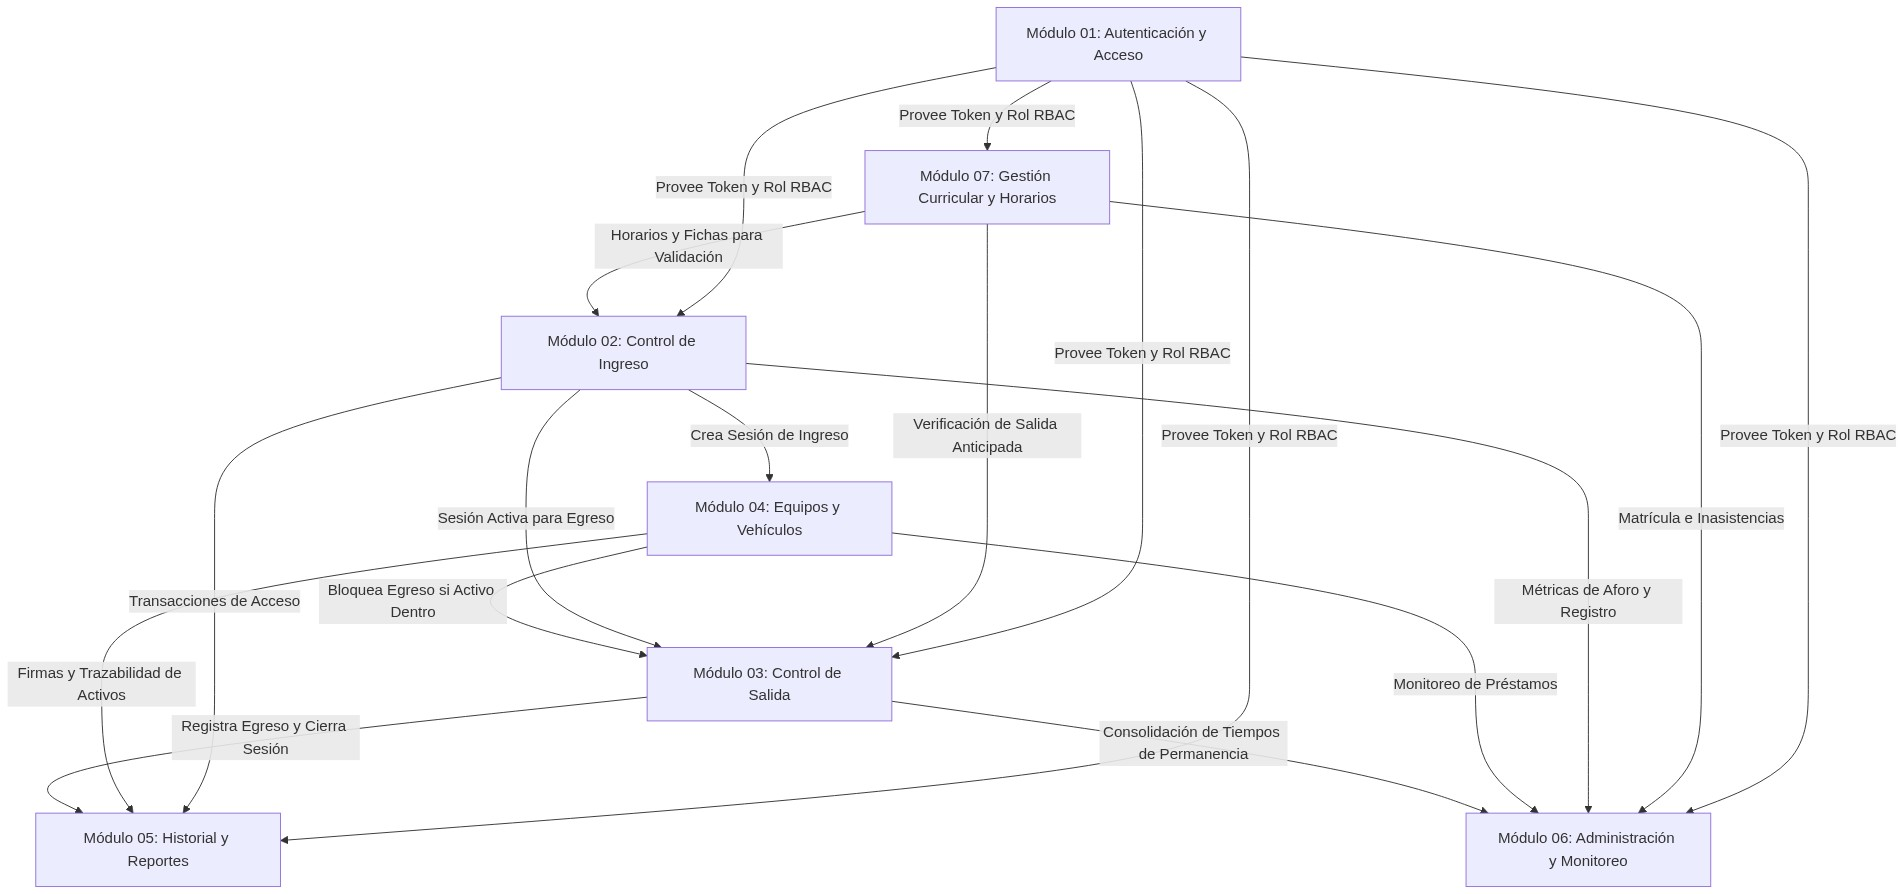 Módulo 01: Autenticación y
Acceso
Provee Token y Rol RBAC
Módulo 07: Gestión
Curricular y Horarios
Provee Token y Rol RBAC
Horarios y Fichas para
Validación
Módulo 02: Control de
Ingreso
Provee Token y Rol RBAC
Crea Sesión de Ingreso
Verificación de Salida
Anticipada
Provee Token y Rol RBAC
Provee Token y Rol RBAC
Módulo 04: Equipos y
Vehículos
Sesión Activa para Egreso
Matrícula e Inasistencias
Transacciones de Acceso
Bloquea Egreso si Activo
Dentro
Métricas de Aforo y
Registro
Módulo 03: Control de
Salida
Firmas y Trazabilidad de
Activos
Monitoreo de Préstamos
Registra Egreso y Cierra
Sesión
Consolidación de Tiempos
de Permanencia
Módulo 05: Historial y
Reportes
Módulo 06: Administración
y Monitoreo